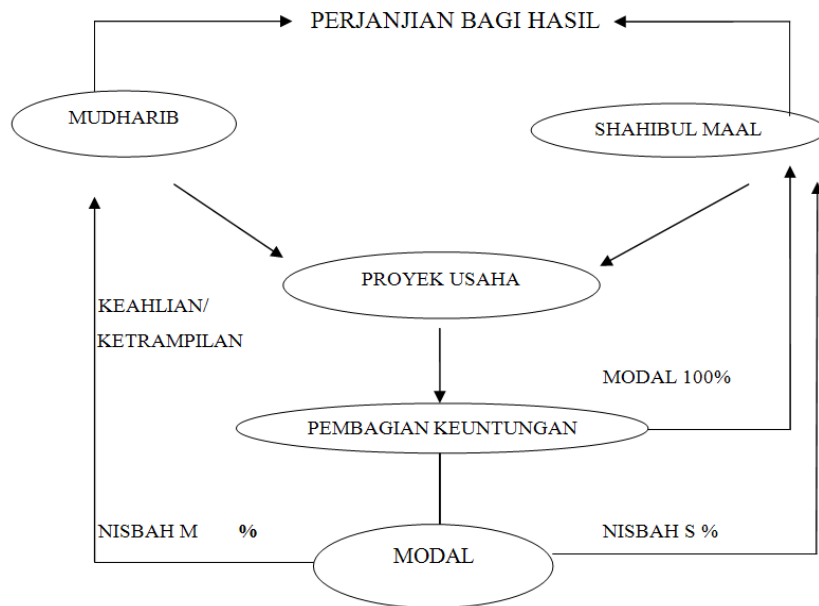 PERJANJIAN BAGI HASIL
MUDHARIB
SHAHIBUL MAAL
PROYEK USAHA
KEAHLIAN/
KETRAMPILAN
MODAL 100%
PEMBAGIAN KEUNTUNGAN
NISBAH M %
NISBAH S %
MODAL